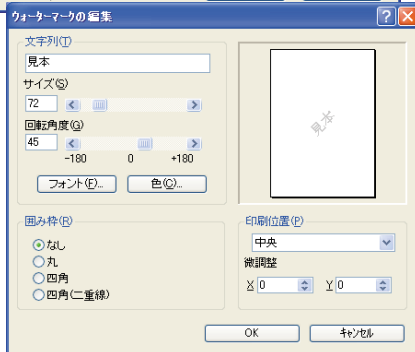 ウォーターマークの編集
文字列(T)
見本
サイズ(S)
72
回転角度(G)
45
-180 0 +180
フォント(F)... 色(C)...
見本
囲み枠(R)
なし
丸
四角
四角(二重線)
印刷位置(P)
中央
微調整
X 0 Y 0
OK キャンセル